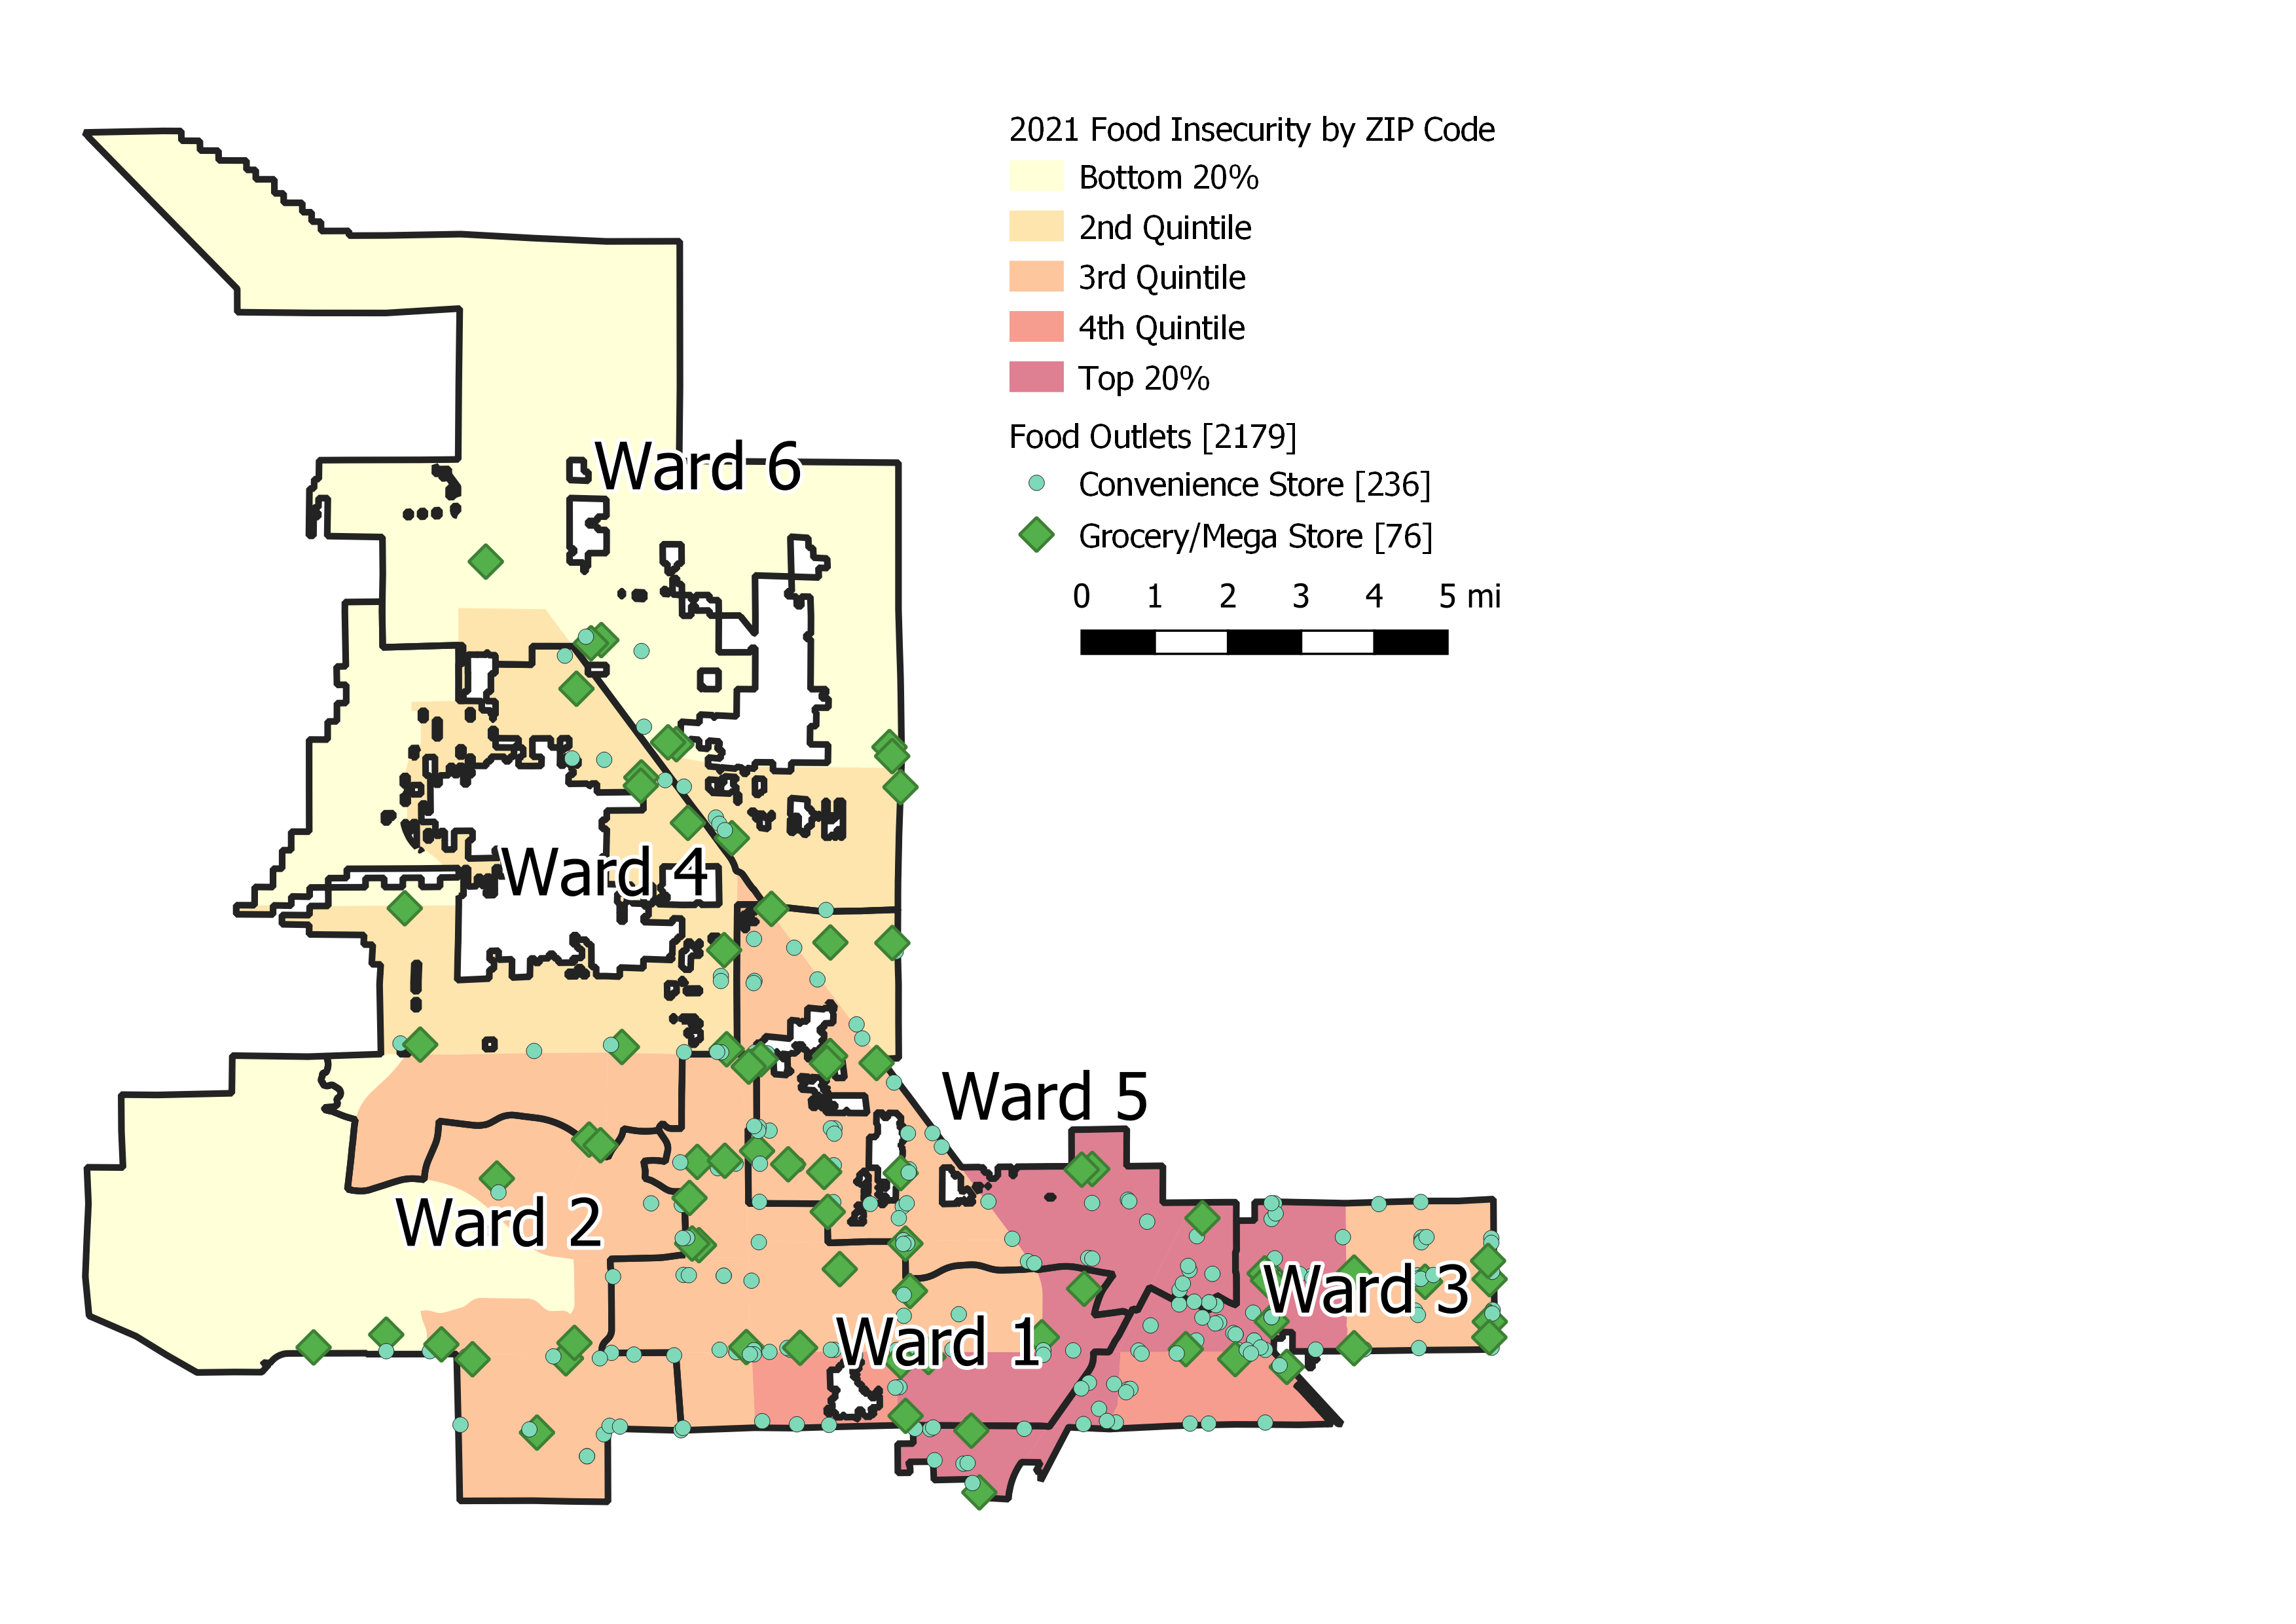 2021 Food Insecurity by ZIP Code
Bottom 20%
2nd Quintile
3rd Quintile
4th Quintile
Top 20%
Food Outlets [2179]
Convenience Store [236]
Grocery/Mega Store [76]
0 1 2 3 4 5 mi
Ward 6
Ward 4
Ward 5
Ward 2
Ward 3
Ward 1